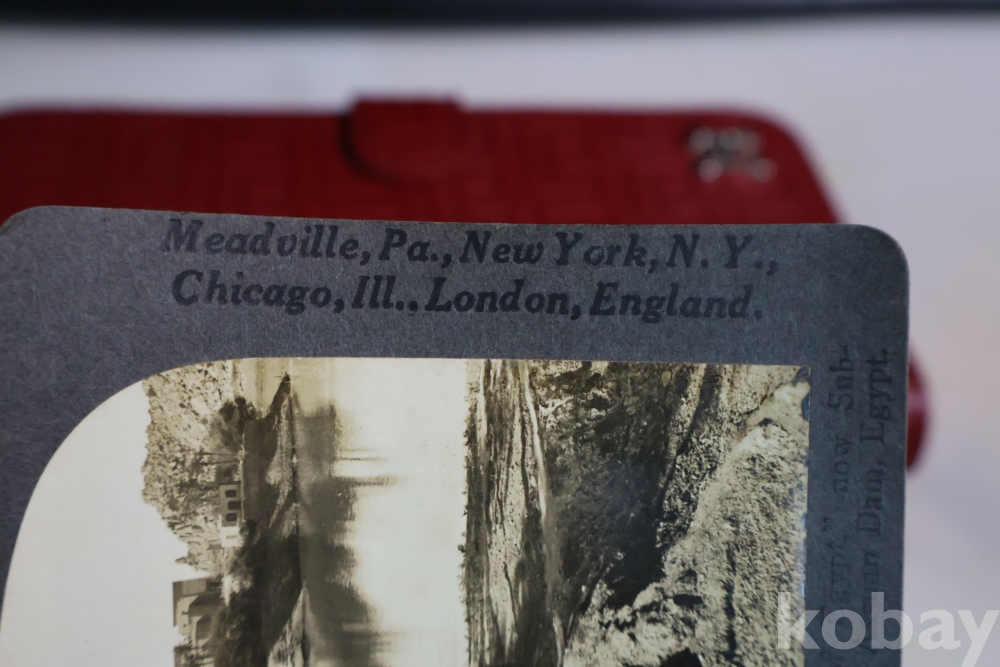 Meadville, Pa., New York, N. Y.,
Chicago, Ill., London, England.
now Sub-
Dam, Egypt.
kobay